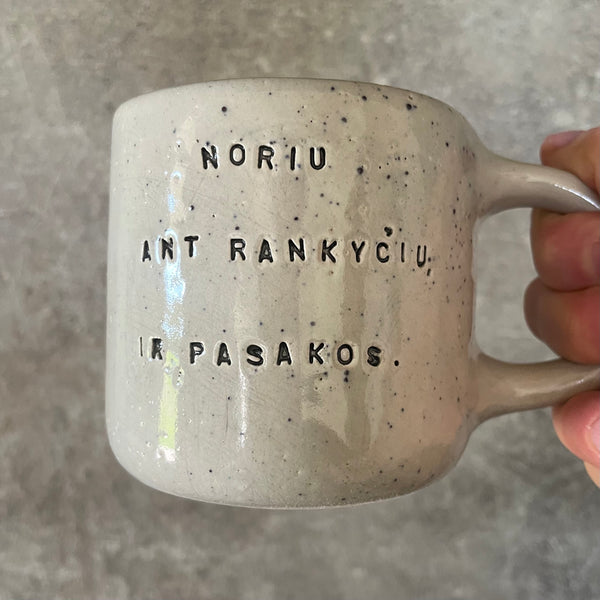 NORIU
ANT RANKYČIŲ
IR PASAKOS.